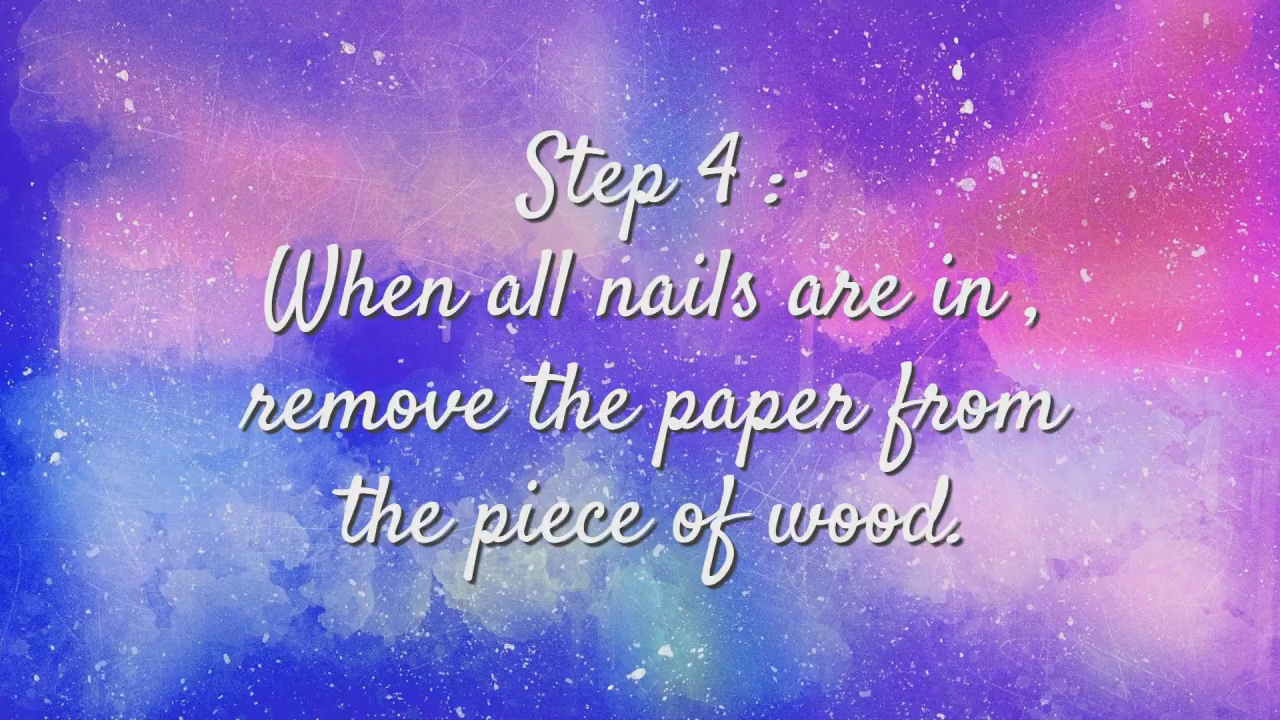 Step 4 :
When all nails are in ,
remove the paper from
the piece of wood.